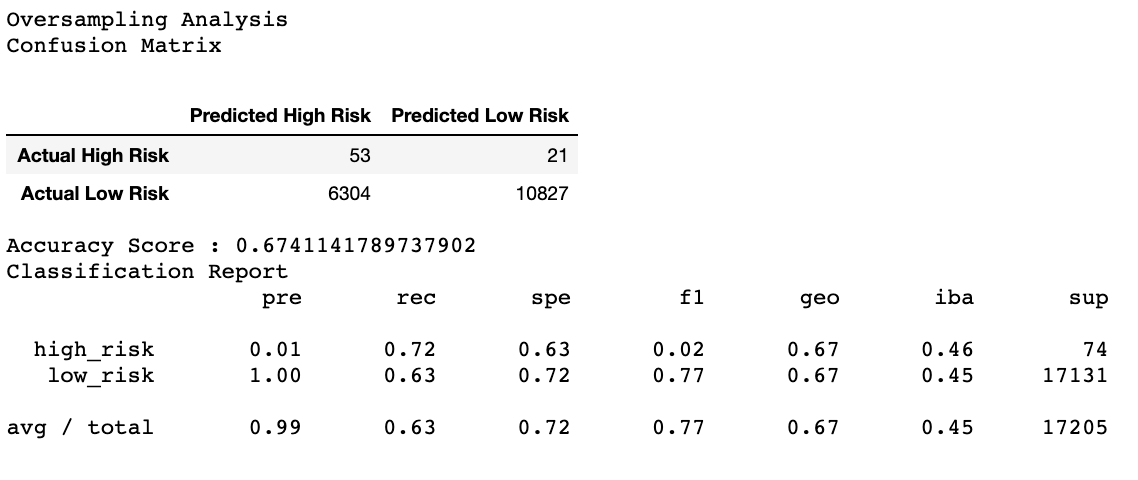 Oversampling Analysis
Confusion Matrix
Predicted High Risk Predicted Low Risk
Actual High Risk 53 21
Actual Low Risk 6304 10827
Accuracy Score : 0.6741141789737902
Classification Report
pre rec spe f1 geo iba sup
high_risk 0.01 0.72 0.63 0.02 0.67 0.46 74
low_risk 1.00 0.63 0.72 0.77 0.67 0.45 17131
avg / total 0.99 0.63 0.72 0.77 0.67 0.45 17205